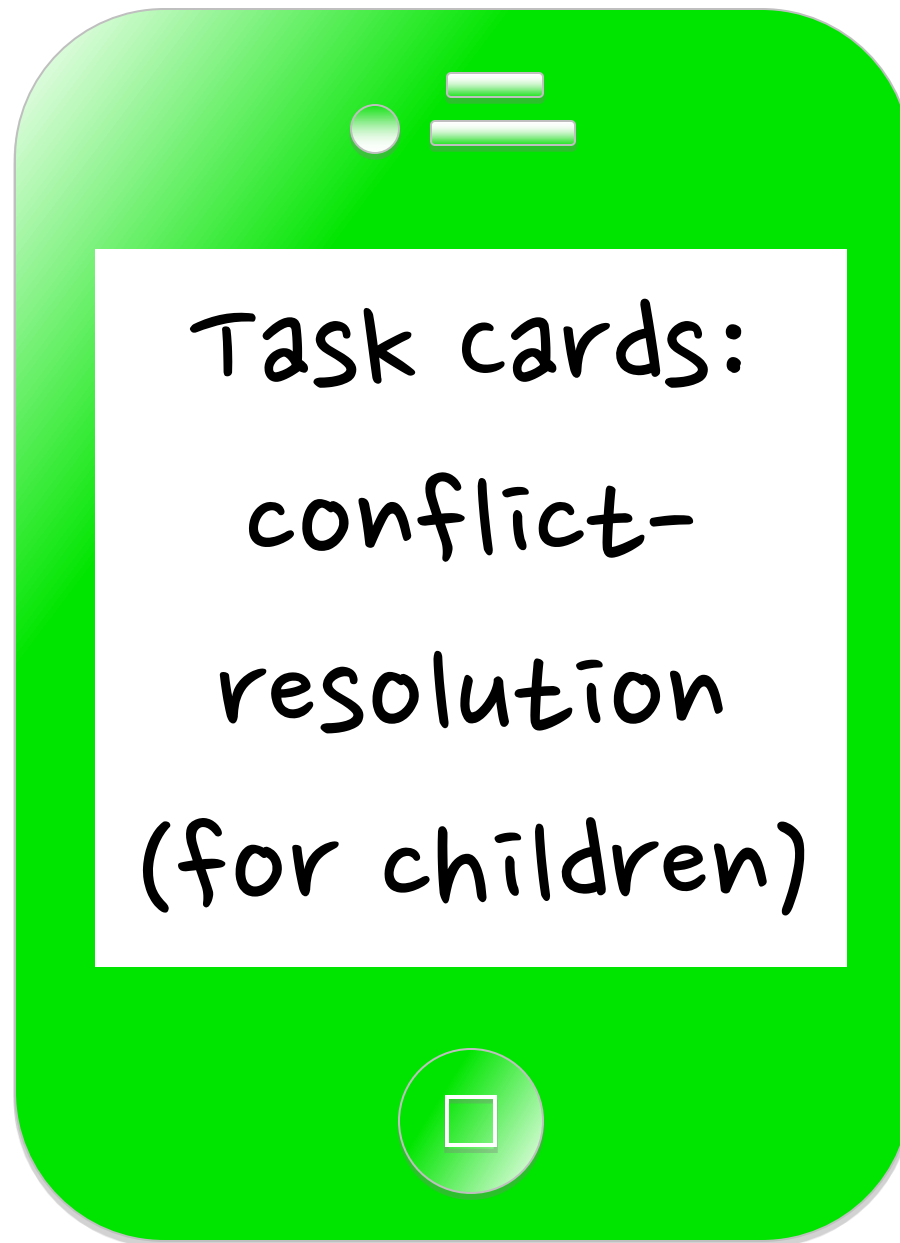 Task cards:
conflict-
resolution
(for children)